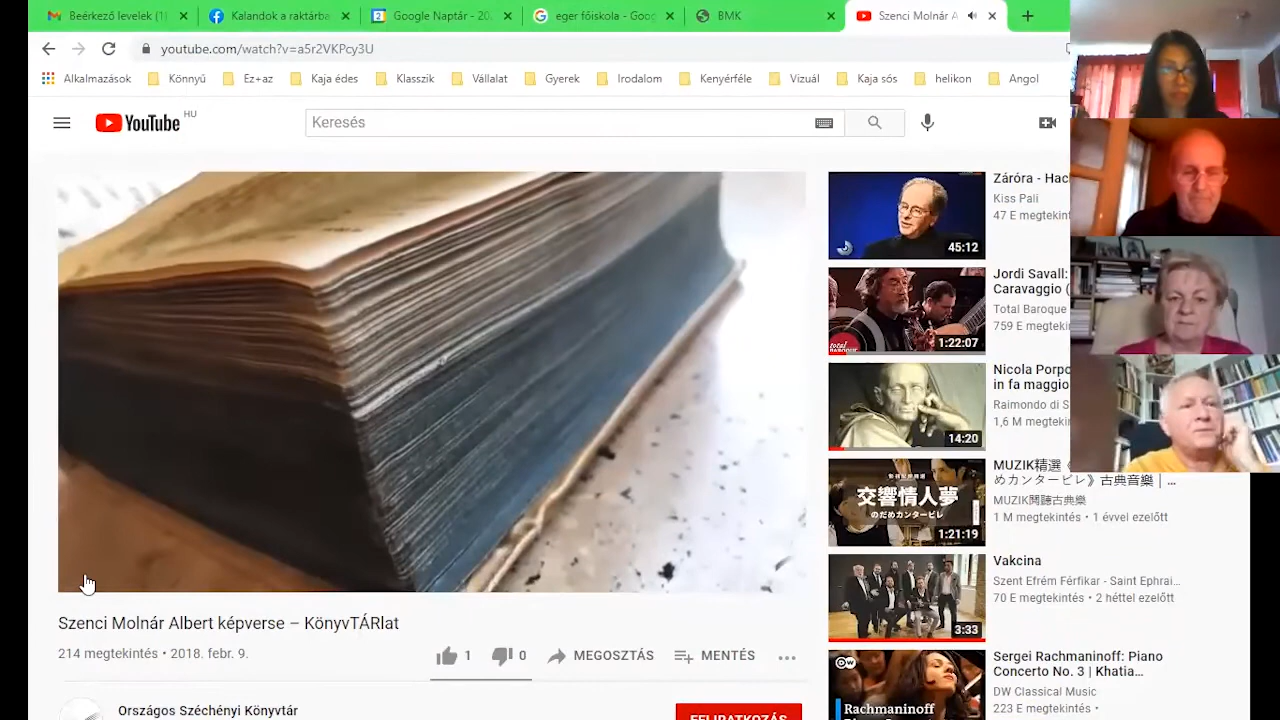 Beérkező levelek (1
Kalandok a raktárba
Google Naptár - 20
eger főiskola - Goog
BMK
Szenci Molnár A
youtube.com/watch?v=a5r2VKPcy3U
Alkalmazások
Könnyű
Ez+az
Kaja édes
Klasszik
Vállalat
Gyerek
Irodalom
Kenyérféle
Vizuál
Kaja sós
helikon
Angol
YouTube HU
Keresés
Szenci Molnár Albert képverse – KönyvTÁRlat
214 megtekintés • 2018. febr. 9.
1
0
MEGOSZTÁS
MENTÉS
Országos Széchényi Könyvtár
FELIRATKOZÁS
45:12
Záróra - Hac
Kiss Pali
47 E megtekint
total
BAROQUE
1:22:07
Jordi Savall:
Caravaggio (
Total Baroque
759 E megteki
14:20
Nicola Porpo
in fa maggio
Raimondo di S
1,6 M megteki
交響情人夢
のだめカンタービレ
1:21:19
MUZIK精選《
めカンタービレ》古典音樂 | ...
MUZIK閱聽古典樂
1 M megtekintés • 1 évvel ezelőtt
3:33
Vakcina
Szent Efrém Férfikar - Saint Ephrai...
70 E megtekintés • 2 héttel ezelőtt
DW
Rachmaninoff
Sergei Rachmaninoff: Piano
Concerto No. 3 | Khatia...
DW Classical Music
223 E megtekintés •